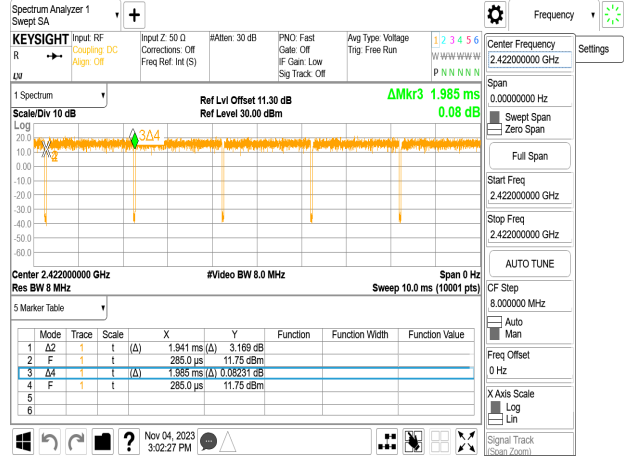 Spectrum Analyzer 1
Swept SA
Frequency
KEYSIGHT
R
Input: RF
Coupling: DC
Align: Off
Input Z: 50 Ω
Corrections: Off
Freq Ref: Int (S)
#Atten: 30 dB
PNO: Fast
Gate: Off
IF Gain: Low
Sig Track: Off
Avg Type: Voltage
Trig: Free Run
1 2 3 4 5 6
W W W W W W
P N N N N N
Settings
1 Spectrum
Scale/Div 10 dB
Ref Lvl Offset 11.30 dB
Ref Level 30.00 dBm
ΔMkr3 1.985 ms
0.08 dB
Log
20.0
10.0
0.00
-10.0
-20.0
-30.0
-40.0
-50.0
-60.0
3Δ4
Center 2.422000000 GHz
Res BW 8 MHz
#Video BW 8.0 MHz
Span 0 Hz
Sweep 10.0 ms (10001 pts)
5 Marker Table
Mode Trace Scale X Y Function Function Width Function Value
1 Δ2 1 t (Δ) 1.941 ms (Δ) 3.169 dB
2 F 1 t 285.0 µs 11.75 dBm
3 Δ4 1 t (Δ) 1.985 ms (Δ) 0.08231 dB
4 F 1 t 285.0 µs 11.75 dBm
5
6
Nov 04, 2023
3:02:27 PM
Center Frequency
2.422000000 GHz
Span
0.00000000 Hz
Swept Span
Zero Span
Full Span
Start Freq
2.422000000 GHz
Stop Freq
2.422000000 GHz
AUTO TUNE
CF Step
8.000000 MHz
Auto
Man
Freq Offset
0 Hz
X Axis Scale
Log
Lin
Signal Track
(Span Zoom)